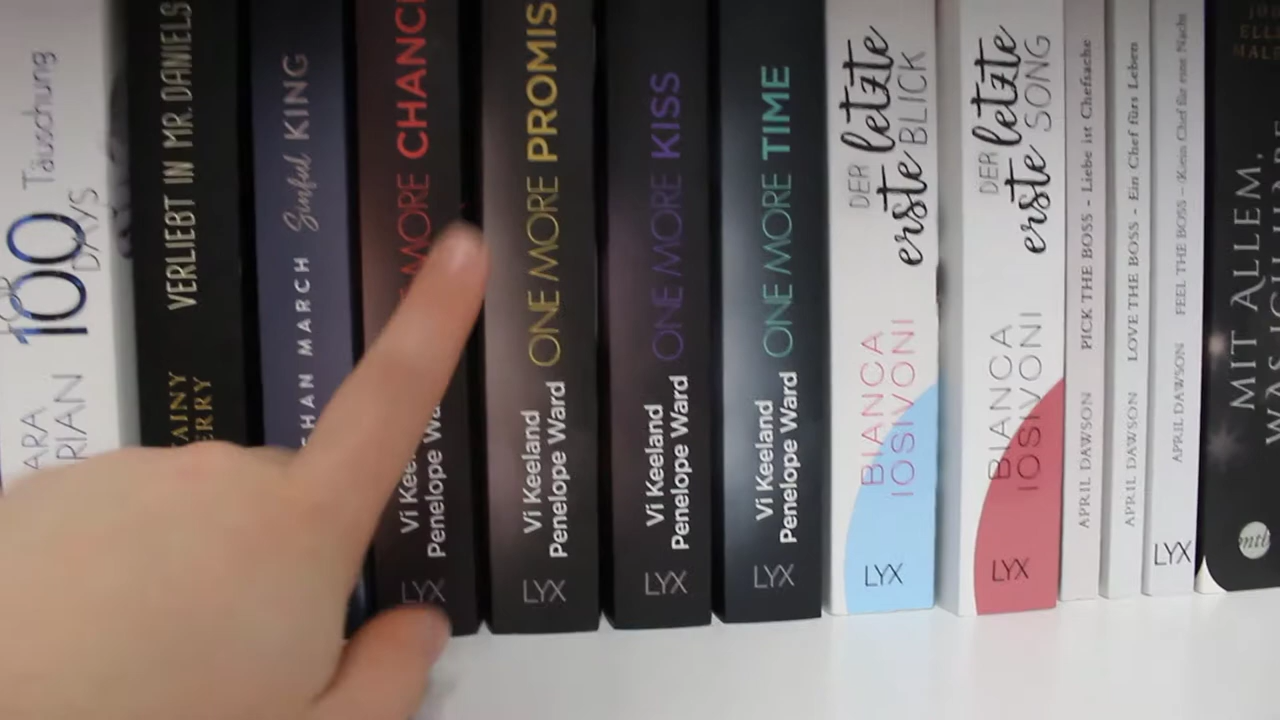 100
DAYS
Täuschung
ARA
RIAN
VERLIEBT IN MR. DANIELS
AINY
ERRY
Sinful KING
HAN MARCH
MORE CHANC
Vi Keeland
Penelope Wa
LYX
ONE MORE PROMIS
Vi Keeland
Penelope Ward
LYX
ONE MORE KISS
Vi Keeland
Penelope Ward
LYX
ONE MORE TIME
Vi Keeland
Penelope Ward
LYX
DER letzte
erste BLICK
BIANCA
IOSIVONI
LYX
DER letzte
erste SONG
BIANCA
IOSIVONI
LYX
APRIL DAWSON PICK THE BOSS - Liebe ist Chefsache
APRIL DAWSON LOVE THE BOSS - Ein Chef fürs Leben
APRIL DAWSON FEEL THE BOSS - (K)ein Chef für eine Nacht
LYX
MIT ALLEM,
mtb